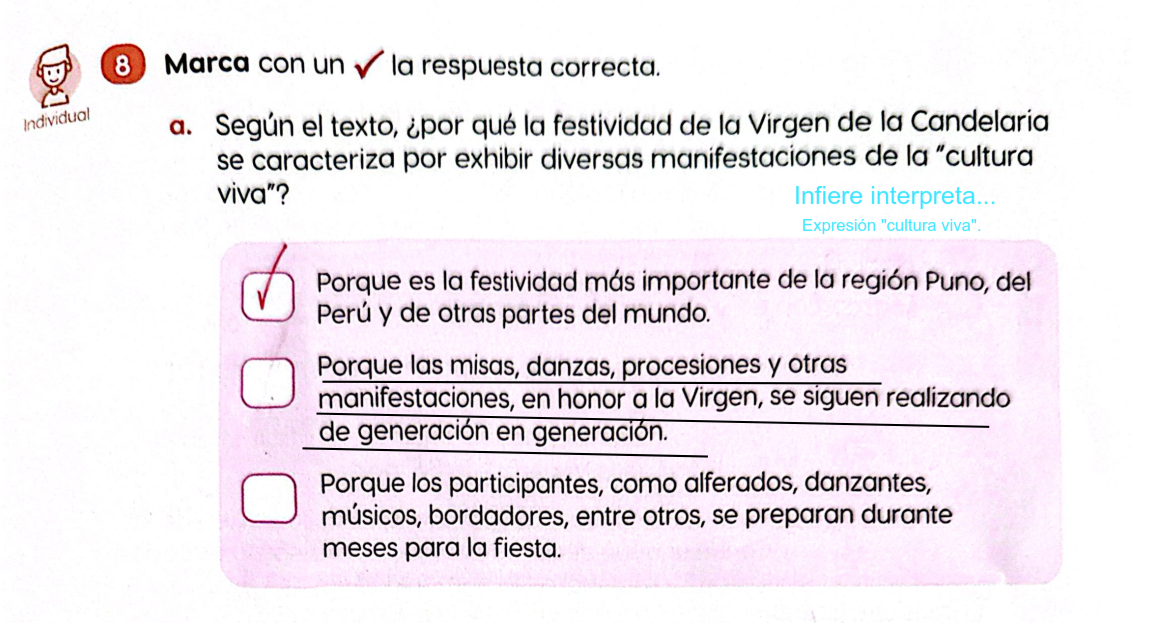 8 Marca con un ✓ la respuesta correcta.
Individual
a. Según el texto, ¿por qué la festividad de la Virgen de la Candelaria
se caracteriza por exhibir diversas manifestaciones de la "cultura
viva"?
Infiere interpreta...
Expresión "cultura viva".
Porque es la festividad más importante de la región Puno, del
Perú y de otras partes del mundo.
Porque las misas, danzas, procesiones y otras
manifestaciones, en honor a la Virgen, se siguen realizando
de generación en generación.
Porque los participantes, como alferados, danzantes,
músicos, bordadores, entre otros, se preparan durante
meses para la fiesta.